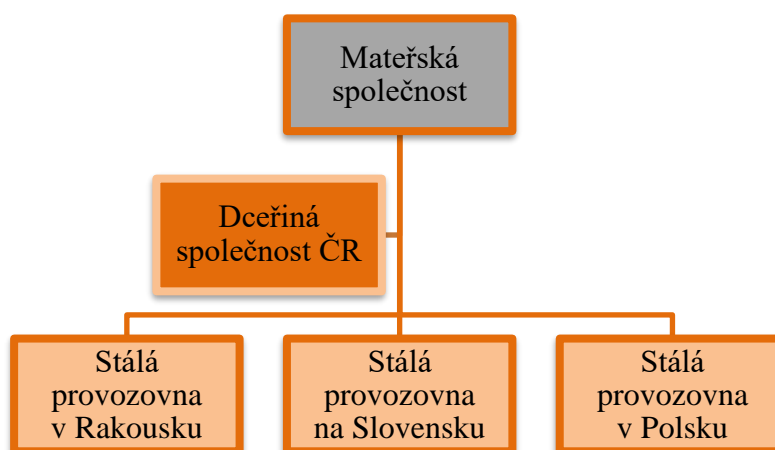 Mateřská
společnost
Dceřiná
společnost ČR
Stálá
provozovna
v Rakousku
Stálá
provozovna
na Slovensku
Stálá
provozovna
v Polsku